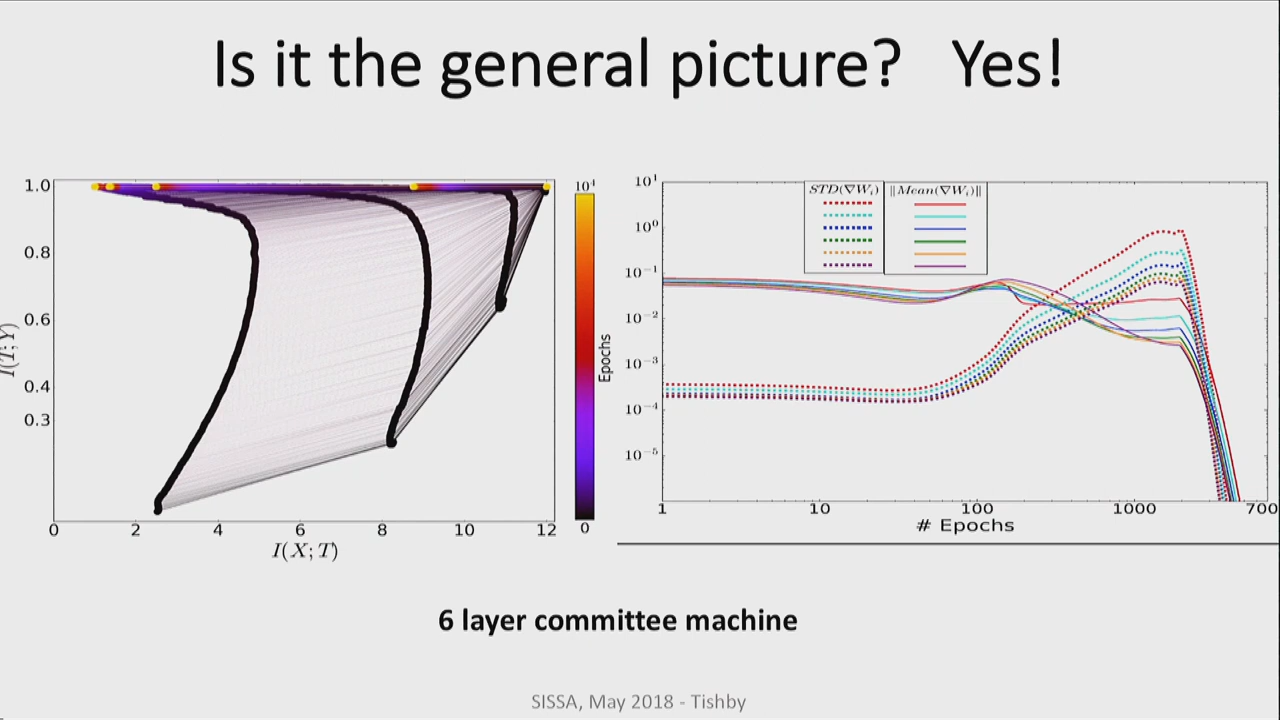 Is it the general picture? Yes!
1.0
0.8
0.6
0.4
0.3
I(T;Y)
0 2 4 6 8 10 12
I(X;T)
10⁴
Epochs
0
10¹
10⁰
10⁻¹
10⁻²
10⁻³
10⁻⁴
10⁻⁵
STD(∇Wᵢ) ‖Mean(∇Wᵢ)‖
1 10 100 1000 700
# Epochs
6 layer committee machine
SISSA, May 2018 - Tishby